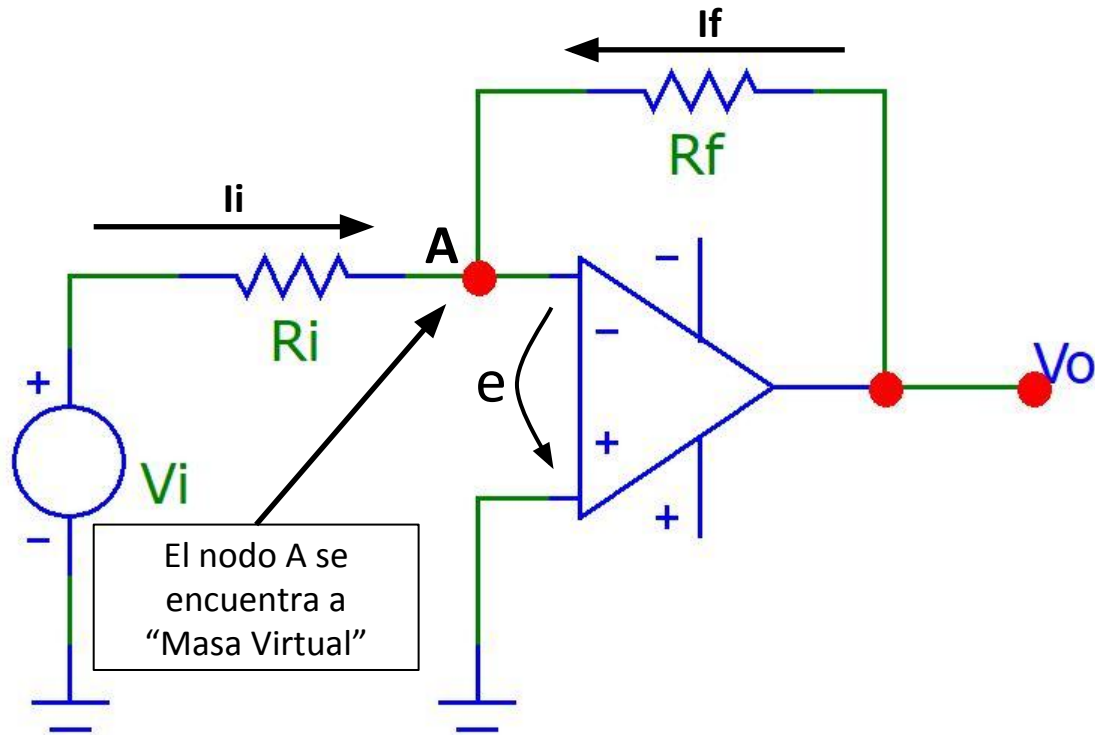 If
Rf
Ii
A
Ri
−
e
−
+
Vo
+
Vi
+
−
El nodo A se
encuentra a
“Masa Virtual”